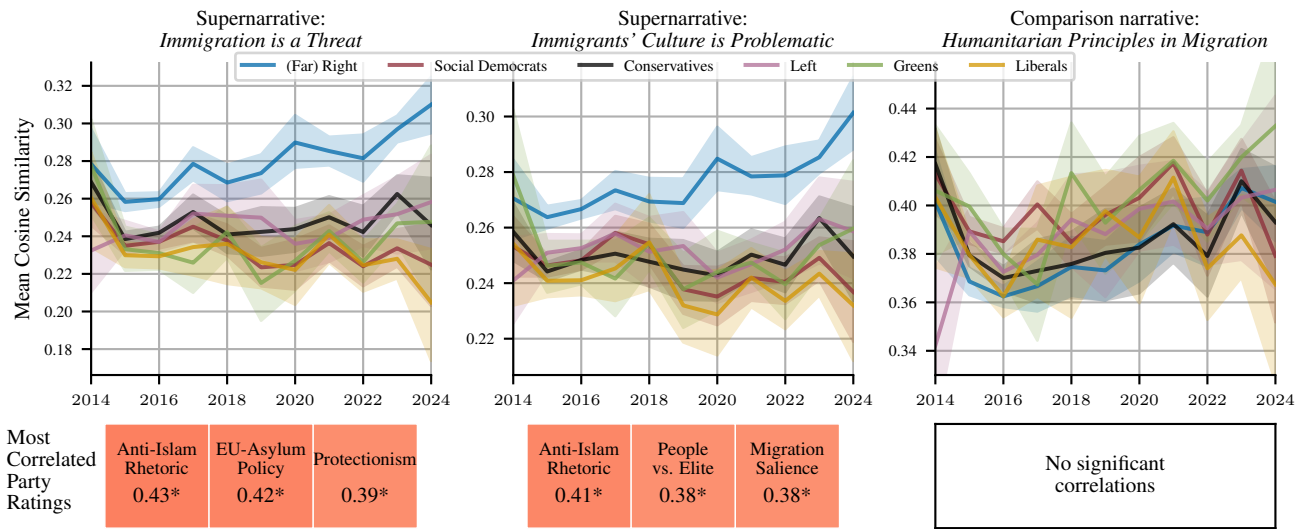 Supernarrative:
Immigration is a Threat
Supernarrative:
Immigrants' Culture is Problematic
Comparison narrative:
Humanitarian Principles in Migration
(Far) Right
Social Democrats
Conservatives
Left
Greens
Liberals
Mean Cosine Similarity
0.32
0.30
0.28
0.26
0.24
0.22
0.20
0.18
2014 2016 2018 2020 2022 2024
0.30
0.28
0.26
0.24
0.22
2014 2016 2018 2020 2022 2024
0.44
0.42
0.40
0.38
0.36
0.34
2014 2016 2018 2020 2022 2024
Most
Correlated
Party
Ratings
Anti-Islam
Rhetoric
0.43*
EU-Asylum
Policy
0.42*
Protectionism
0.39*
Anti-Islam
Rhetoric
0.41*
People
vs. Elite
0.38*
Migration
Salience
0.38*
No significant
correlations